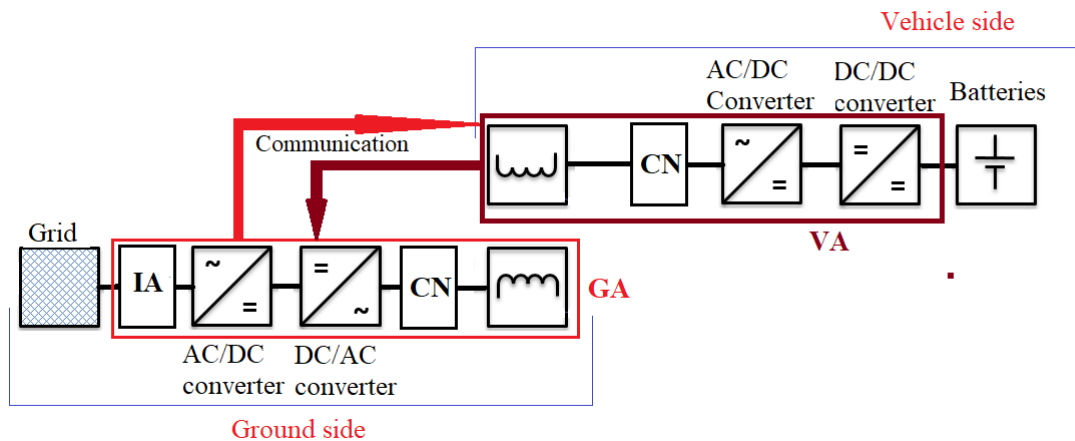 Vehicle side
AC/DC
Converter
DC/DC
converter
Batteries
Communication
CN
~
=
=
=
VA
Grid
IA
~
=
=
~
CN
GA
AC/DC
converter
DC/AC
converter
Ground side